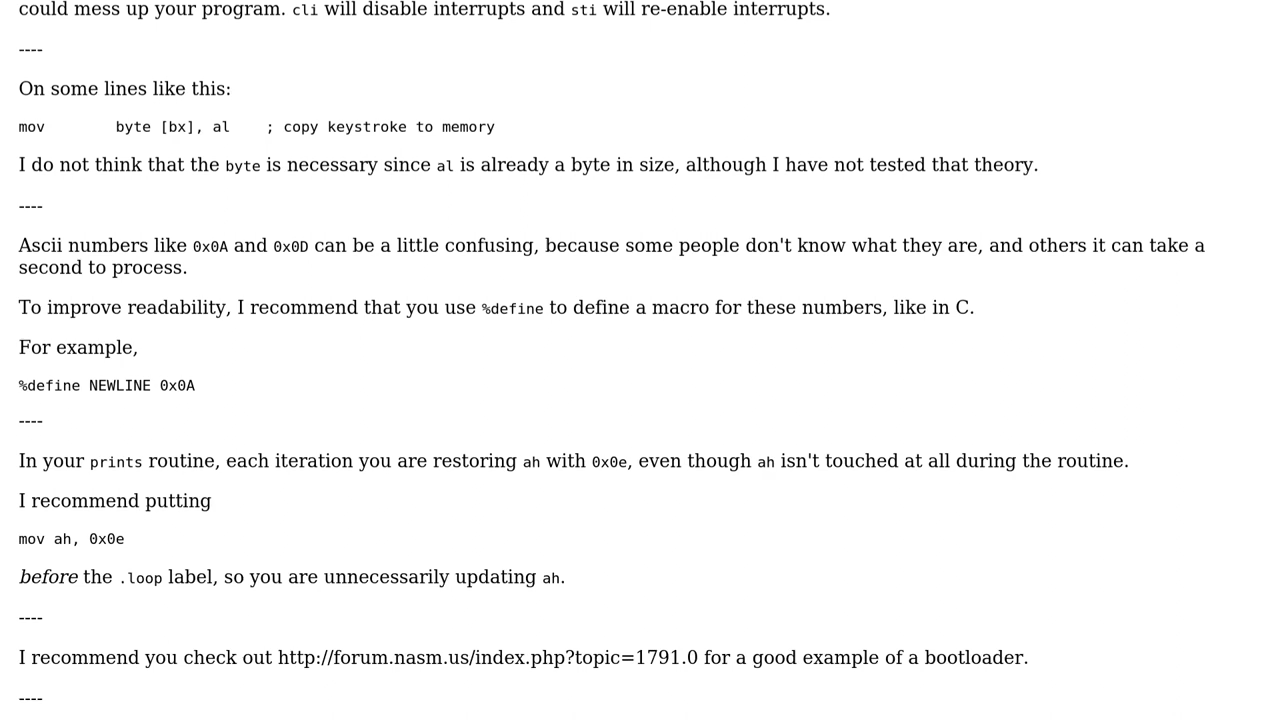 could mess up your program. cli will disable interrupts and sti will re-enable interrupts.
----
On some lines like this:
mov        byte [bx], al    ; copy keystroke to memory
I do not think that the byte is necessary since al is already a byte in size, although I have not tested that theory.
----
Ascii numbers like 0x0A and 0x0D can be a little confusing, because some people don't know what they are, and others it can take a
second to process.
To improve readability, I recommend that you use %define to define a macro for these numbers, like in C.
For example,
%define NEWLINE 0x0A
----
In your prints routine, each iteration you are restoring ah with 0x0e, even though ah isn't touched at all during the routine.
I recommend putting
mov ah, 0x0e
before the .loop label, so you are unnecessarily updating ah.
----
I recommend you check out http://forum.nasm.us/index.php?topic=1791.0 for a good example of a bootloader.
----